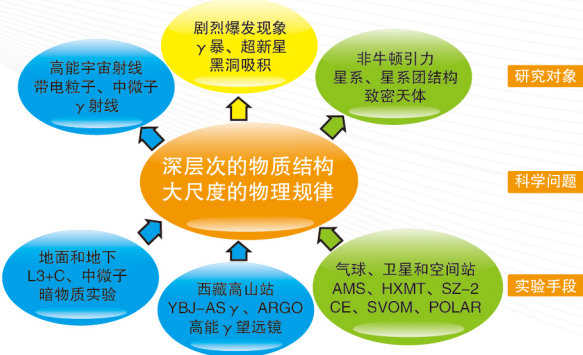 剧烈爆发现象
γ暴、超新星
黑洞吸积
高能宇宙射线
带电粒子、中微子
γ射线
非牛顿引力
星系、星系团结构
致密天体
研究对象
深层次的物质结构
大尺度的物理规律
科学问题
地面和地下
L3+C、中微子
暗物质实验
西藏高山站
YBJ-ASγ、ARGO
高能γ望远镜
气球、卫星和空间站
AMS、HXMT、SZ-2
CE、SVOM、POLAR
实验手段